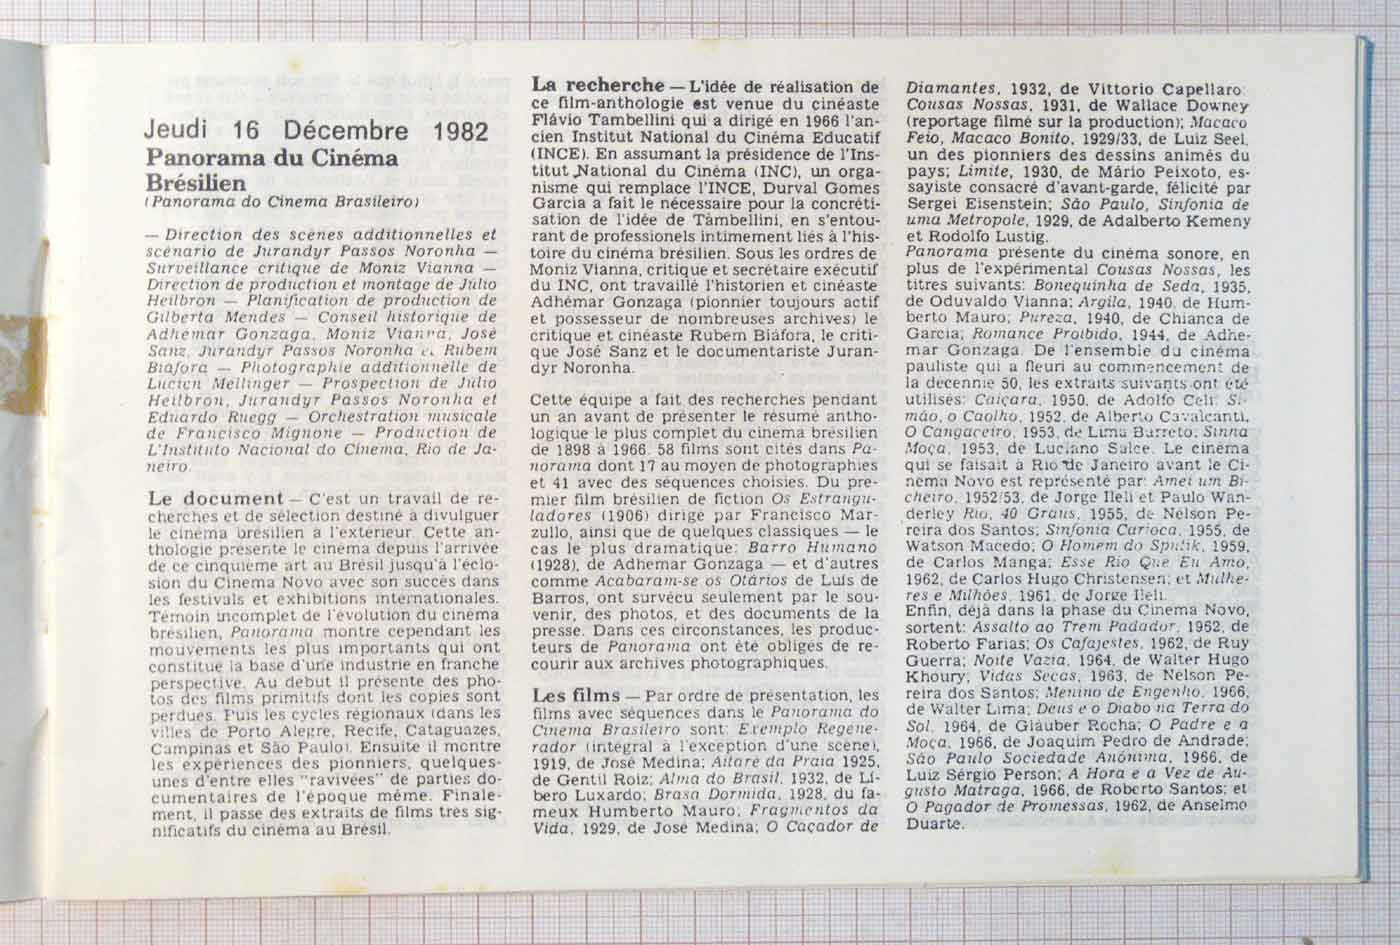 Jeudi 16 Décembre 1982
Panorama du Cinéma
Brésilien
(Panorama do Cinema Brasileiro)
— Direction des scènes additionnelles et
scénario de Jurandyr Passos Noronha —
Surveillance critique de Moniz Vianna —
Direction de production et montage de Júlio
Heilbron — Planification de production de
Gilberta Mendes — Conseil historique de
Adhemar Gonzaga, Moniz Vianna, José
Sanz, Jurandyr Passos Noronha et Rubem
Biáfora — Photographie additionnelle de
Lucien Mellinger — Prospection de Júlio
Heilbron, Jurandyr Passos Noronha et
Eduardo Ruegg — Orchestration musicale
de Francisco Mignone — Production de
L'Instituto Nacional do Cinema, Rio de Ja-
neiro.
Le document — C'est un travail de re-
cherches et de sélection destiné à divulguer
le cinéma brésilien à l'extérieur. Cette an-
thologie présente le cinéma depuis l'arrivée
de ce cinquième art au Brésil jusqu'à l'éclo-
sion du Cinema Novo avec son succès dans
les festivals et exhibitions internationales.
Témoin incomplet de l'évolution du cinéma
brésilien, Panorama montre cependant les
mouvements les plus importants qui ont
constitue la base d'une industrie en franche
perspective. Au debut il présente des pho-
tos des films primitifs dont les copies sont
perdues. Puis les cycles régionaux (dans les
villes de Porto Alegre, Recife, Cataguazes,
Campinas et São Paulo). Ensuite il montre
les expériences des pionniers, quelques-
unes d'entre elles "ravivées" de parties do-
cumentaires de l'époque même. Finale-
ment, il passe des extraits de films très sig-
nificatifs du cinéma au Brésil.
La recherche — L'idée de réalisation de
ce film-anthologie est venue du cinéaste
Flávio Tambellini qui a dirigé en 1966 l'an-
cien Institut National du Cinéma Educatif
(INCE). En assumant la présidence de l'Ins-
titut National du Cinéma (INC), un orga-
nisme qui remplace l'INCE, Durval Gomes
Garcia a fait le nécessaire pour la concréti-
sation de l'idée de Tambellini, en s'entou-
rant de professionels intimement liés à l'his-
toire du cinéma brésilien. Sous les ordres de
Moniz Vianna, critique et secrétaire exécutif
du INC, ont travaillé l'historien et cinéaste
Adhémar Gonzaga (pionnier toujours actif
et possesseur de nombreuses archives) le
critique et cinéaste Rubem Biáfora, le criti-
que José Sanz et le documentariste Juran-
dyr Noronha.
Cette équipe a fait des recherches pendant
un an avant de présenter le résumé antho-
logique le plus complet du cinema brésilien
de 1898 à 1966. 58 films sont cités dans Pa-
norama dont 17 au moyen de photographies
et 41 avec des séquences choisies. Du pre-
mier film brésilien de fiction Os Estrangu-
ladores (1906) dirigé par Francisco Mar-
zullo, ainsi que de quelques classiques — le
cas le plus dramatique: Barro Humano
(1928), de Adhemar Gonzaga — et d'autres
comme Acabaram-se os Otários de Luís de
Barros, ont survécu seulement par le sou-
venir, des photos, et des documents de la
presse. Dans ces circonstances, les produc-
teurs de Panorama ont été obligés de re-
courir aux archives photographiques.
Les films — Par ordre de présentation, les
films avec séquences dans le Panorama do
Cinema Brasileiro sont: Exemplo Regene-
rador (intégral à l'exception d'une scène),
1919, de José Medina; Aitaré da Praia 1925,
de Gentil Roiz; Alma do Brasil, 1932, de Lí-
bero Luxardo; Brasa Dormida, 1928, du fa-
meux Humberto Mauro; Fragmentos da
Vida, 1929, de José Medina; O Caçador de
Diamantes, 1932, de Vittorio Capellaro:
Cousas Nossas, 1931, de Wallace Downey
(reportage filmé sur la production); Macaco
Feio, Macaco Bonito, 1929/33, de Luiz Seel,
un des pionniers des dessins animés du
pays; Limite, 1930, de Mário Peixoto, es-
sayiste consacré d'avant-garde, félicité par
Sergei Eisenstein; São Paulo, Sinfonia de
uma Metropole, 1929, de Adalberto Kemeny
et Rodolfo Lustig.
Panorama présente du cinéma sonore, en
plus de l'expérimental Cousas Nossas, les
titres suivants: Bonequinha de Seda, 1935,
de Oduvaldo Vianna; Argila, 1940, de Hum-
berto Mauro; Pureza, 1940, de Chianca de
Garcia; Romance Proibido, 1944, de Adhe-
mar Gonzaga. De l'ensemble du cinéma
pauliste qui a fleuri au commencement de
la décennie 50, les extraits suivants ont été
utilisés: Caiçara, 1950, de Adolfo Celi; Si-
mão, o Caolho, 1952, de Alberto Cavalcanti,
O Cangaceiro, 1953, de Lima Barreto; Sinna
Moça, 1953, de Luciano Salce. Le cinéma
qui se faisait à Rio de Janeiro avant le Ci-
nema Novo est représenté par: Amei um Bi-
cheiro, 1952/53, de Jorge Ileli et Paulo Wan-
derley Rio, 40 Graus, 1955, de Nélson Pe-
reira dos Santos; Sinfonia Carioca, 1955, de
Watson Macedo; O Homem do Sputik, 1959,
de Carlos Manga; Esse Rio Que Eu Amo,
1962, de Carlos Hugo Christensen; et Mulhe-
res e Milhões, 1961, de Jorge Ileli.
Enfin, déjà dans la phase du Cinema Novo,
sortent: Assalto ao Trem Pagador, 1962, de
Roberto Farias; Os Cafajestes, 1962, de Ruy
Guerra; Noite Vazia, 1964, de Walter Hugo
Khoury; Vidas Secas, 1963, de Nelson Pe-
reira dos Santos; Menino de Engenho, 1966,
de Walter Lima; Deus e o Diabo na Terra do
Sol, 1964, de Glauber Rocha; O Padre e a
Moça, 1966, de Joaquim Pedro de Andrade;
São Paulo Sociedade Anônima, 1966, de
Luiz Sérgio Person; A Hora e a Vez de Au-
gusto Matraga, 1966, de Roberto Santos; et
O Pagador de Promessas, 1962, de Anselmo
Duarte.